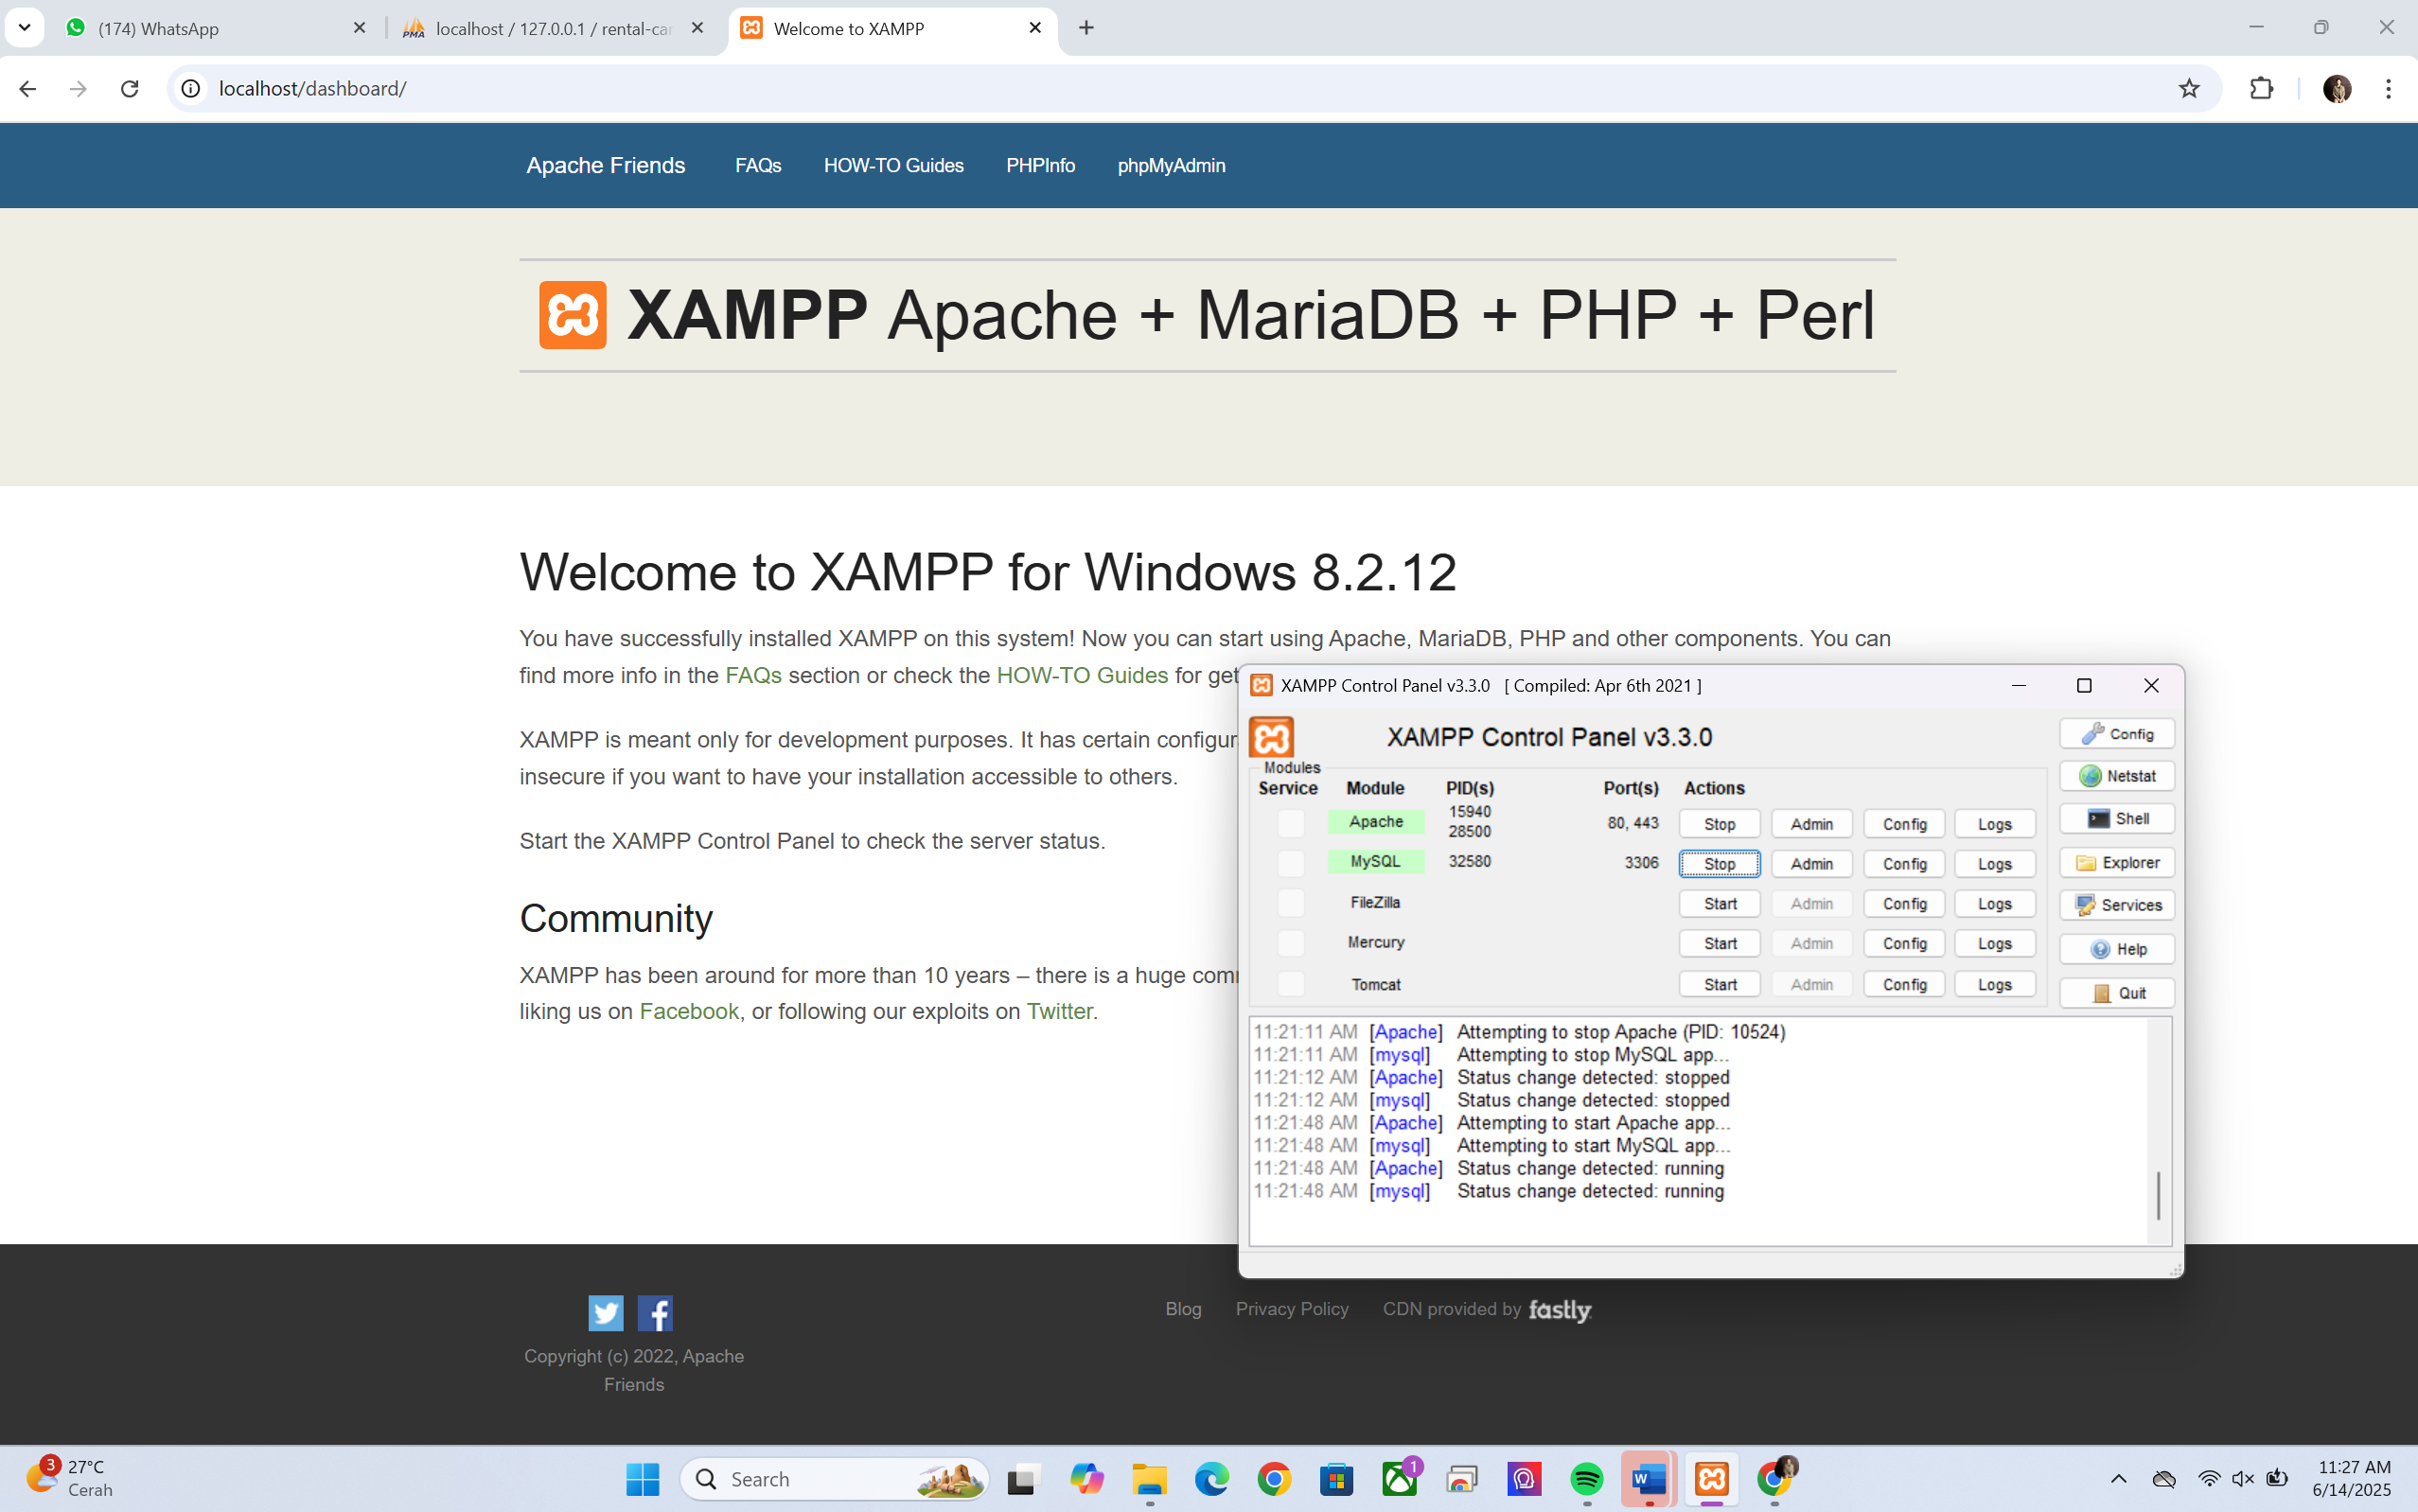 (174) WhatsApp
localhost / 127.0.0.1 / rental-car
Welcome to XAMPP
localhost/dashboard/
Apache Friends FAQs HOW-TO Guides PHPInfo phpMyAdmin
XAMPP Apache + MariaDB + PHP + Perl
Welcome to XAMPP for Windows 8.2.12
You have successfully installed XAMPP on this system! Now you can start using Apache, MariaDB, PHP and other components. You can
find more info in the FAQs section or check the HOW-TO Guides for get
XAMPP is meant only for development purposes. It has certain configur
insecure if you want to have your installation accessible to others.
Start the XAMPP Control Panel to check the server status.
Community
XAMPP has been around for more than 10 years – there is a huge com
liking us on Facebook, or following our exploits on Twitter.
XAMPP Control Panel v3.3.0 [ Compiled: Apr 6th 2021 ]
XAMPP Control Panel v3.3.0
Modules
Service Module PID(s) Port(s) Actions
Apache 15940 28500 80, 443 Stop Admin Config Logs
MySQL 32580 3306 Stop Admin Config Logs
FileZilla Start Admin Config Logs
Mercury Start Admin Config Logs
Tomcat Start Admin Config Logs
Config
Netstat
Shell
Explorer
Services
Help
Quit
11:21:11 AM [Apache] Attempting to stop Apache (PID: 10524)
11:21:11 AM [mysql] Attempting to stop MySQL app...
11:21:12 AM [Apache] Status change detected: stopped
11:21:12 AM [mysql] Status change detected: stopped
11:21:48 AM [Apache] Attempting to start Apache app...
11:21:48 AM [mysql] Attempting to start MySQL app...
11:21:48 AM [Apache] Status change detected: running
11:21:48 AM [mysql] Status change detected: running
Blog Privacy Policy CDN provided by fastly
Copyright (c) 2022, Apache
Friends
3
27°C
Cerah
Search
1
11:27 AM
6/14/2025